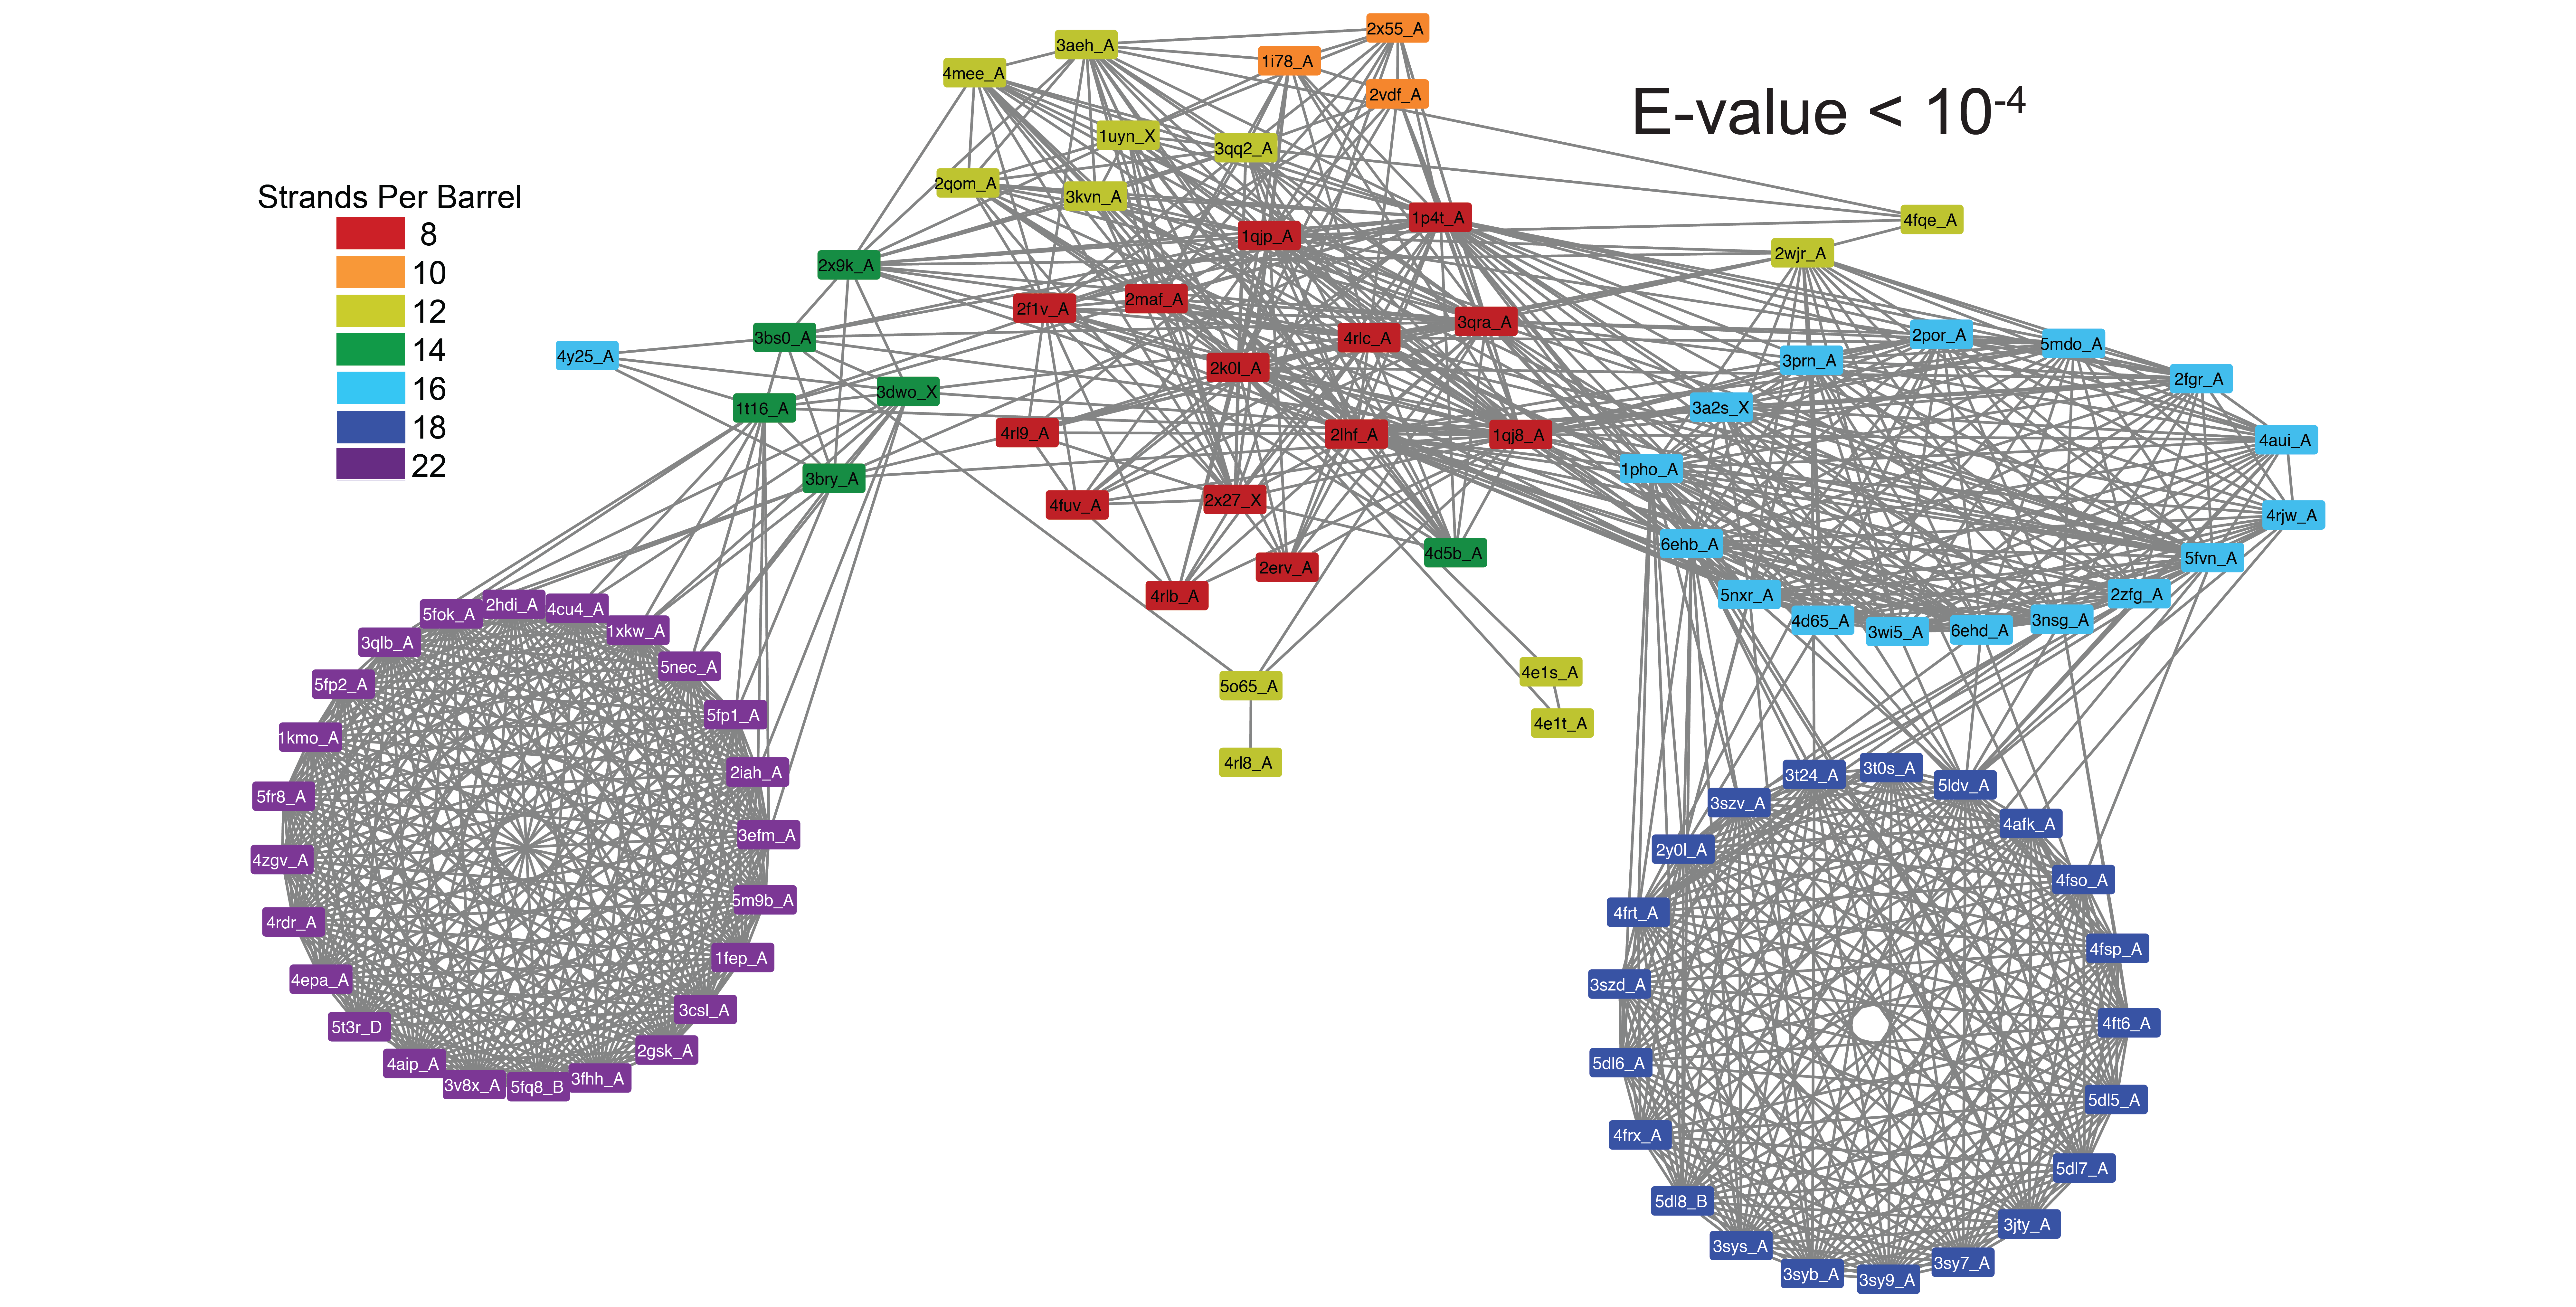 E-value < 10⁻⁴
Strands Per Barrel
8
10
12
14
16
18
22
2x55_A
3aeh_A
1i78_A
4mee_A
2vdf_A
1uyn_X
3qq2_A
2qom_A
3kvn_A
1p4t_A
4fqe_A
1qjp_A
2wjr_A
2x9k_A
2maf_A
2f1v_A
3qra_A
3bs0_A
4rlc_A
2por_A
5mdo_A
4y25_A
3prn_A
2k0l_A
2fgr_A
3dwo_X
1t16_A
3a2s_X
4rl9_A
2lhf_A
1qj8_A
4aui_A
1pho_A
3bry_A
2x27_X
4fuv_A
4rjw_A
6ehb_A
4d5b_A
5fvn_A
2erv_A
4rlb_A
5nxr_A
2zfg_A
4d65_A
3wi5_A
6ehd_A
3nsg_A
5fok_A
2hdi_A
4cu4_A
1xkw_A
3qlb_A
5nec_A
4e1s_A
5fp2_A
5o65_A
5fp1_A
4e1t_A
1kmo_A
4rl8_A
2iah_A
3t24_A
3t0s_A
5ldv_A
5fr8_A
3szv_A
4afk_A
3efm_A
2y0l_A
4zgv_A
4fso_A
5m9b_A
4frt_A
4rdr_A
4fsp_A
1fep_A
4epa_A
3szd_A
3csl_A
5t3r_D
4ft6_A
2gsk_A
4aip_A
5dl6_A
3v8x_A
5fq8_B
3fhh_A
5dl5_A
4frx_A
5dl7_A
5dl8_B
3jty_A
3sys_A
3sy7_A
3syb_A
3sy9_A